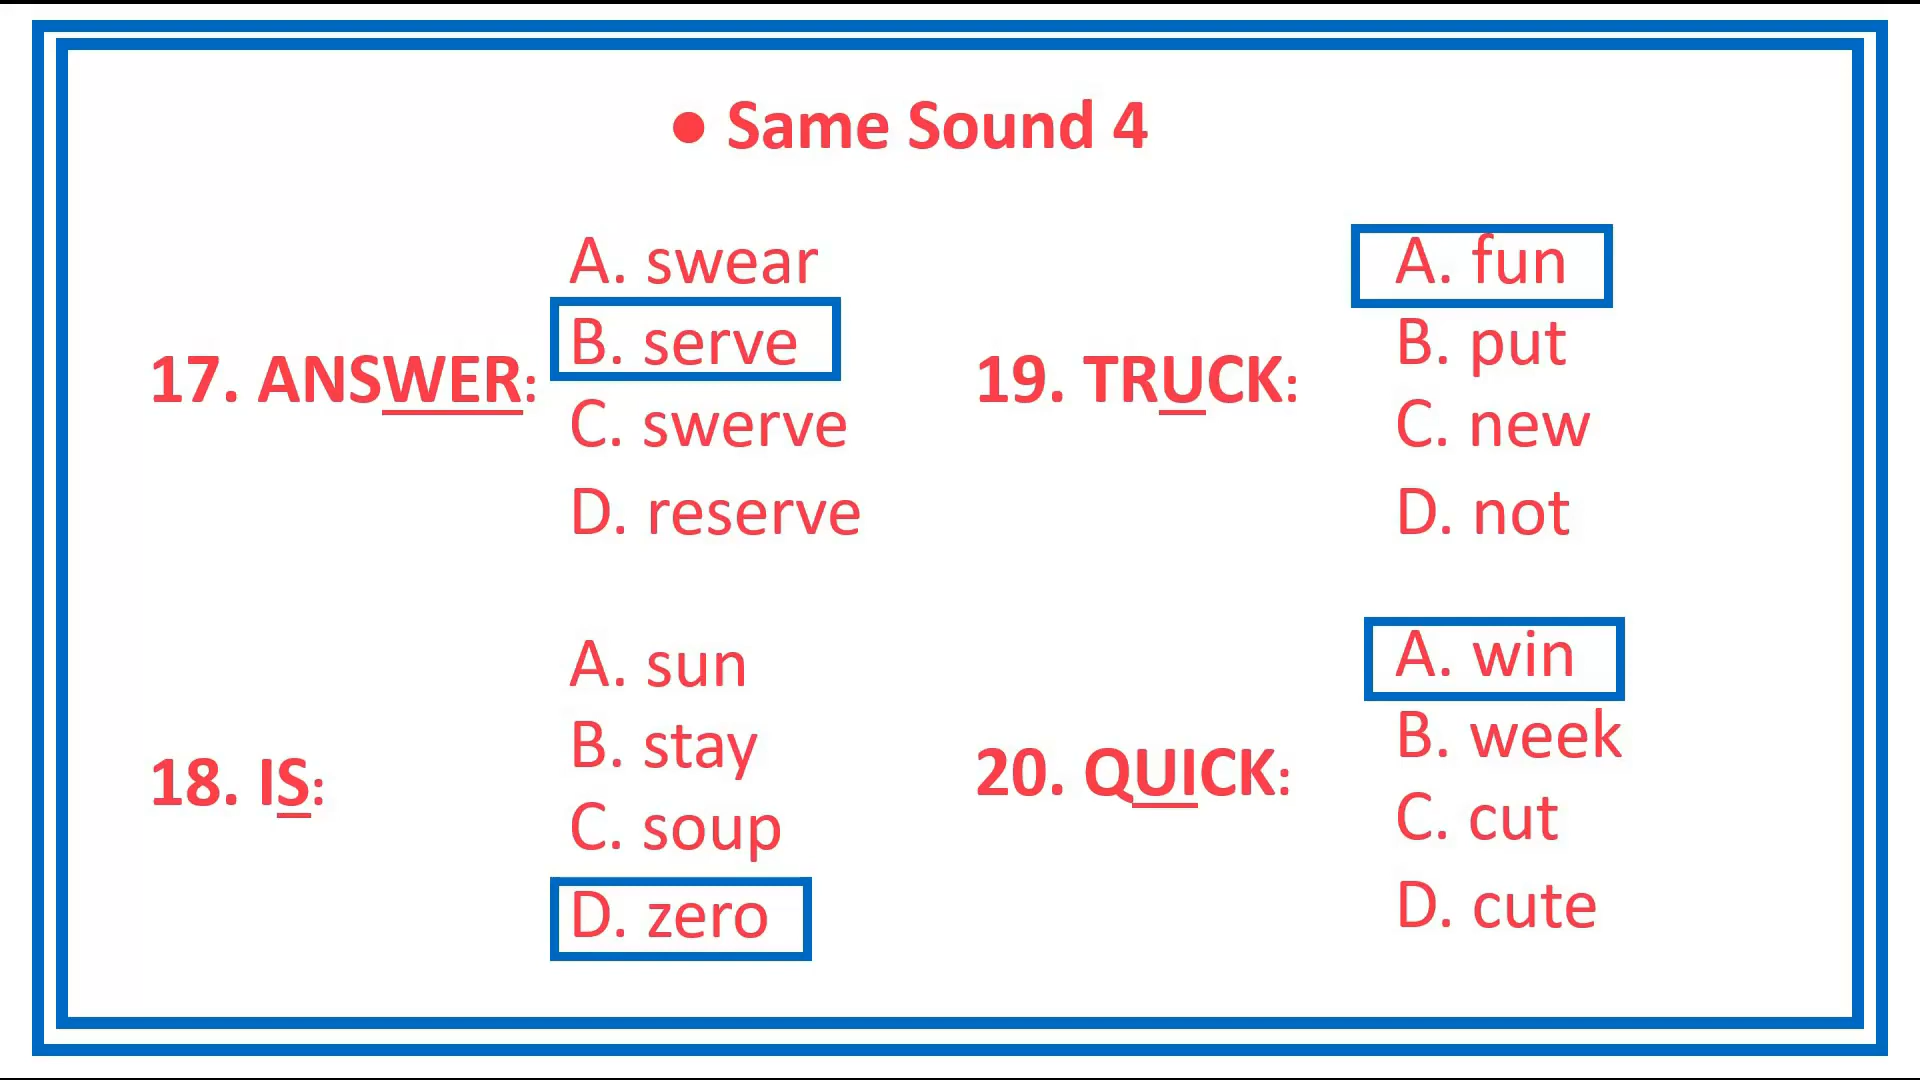 ● Same Sound 4
17. ANSWER:
A. swear
B. serve
C. swerve
D. reserve
18. IS:
A. sun
B. stay
C. soup
D. zero
19. TRUCK:
A. fun
B. put
C. new
D. not
20. QUICK:
A. win
B. week
C. cut
D. cute